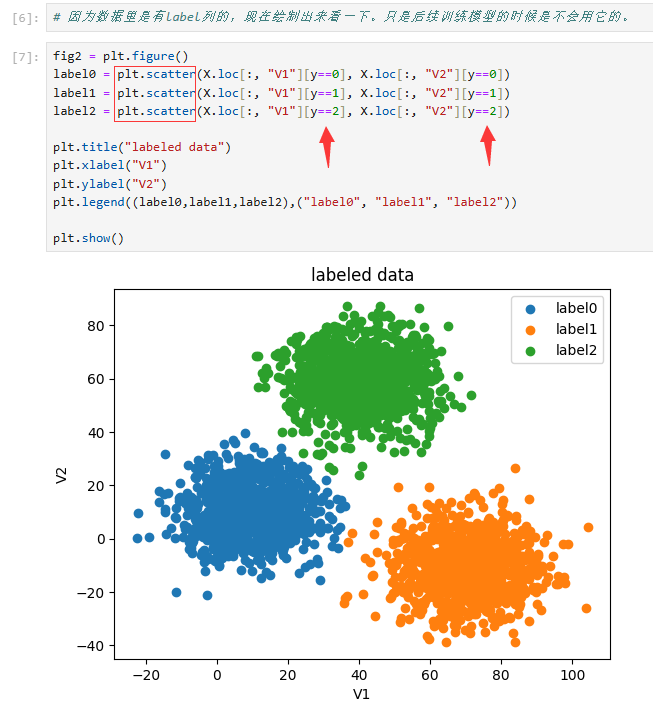 [6]: # 因为数据里是有label列的，现在绘制出来看一下。只是后续训练模型的时候是不会用它的。
[7]: fig2 = plt.figure()
label0 = plt.scatter(X.loc[:, "V1"][y==0], X.loc[:, "V2"][y==0])
label1 = plt.scatter(X.loc[:, "V1"][y==1], X.loc[:, "V2"][y==1])
label2 = plt.scatter(X.loc[:, "V1"][y==2], X.loc[:, "V2"][y==2])
plt.title("labeled data")
plt.xlabel("V1")
plt.ylabel("V2")
plt.legend((label0,label1,label2),("label0", "label1", "label2"))
plt.show()
labeled data
label0
label1
label2
80
60
40
20
0
−20
−40
V2
−20 0 20 40 60 80 100
V1